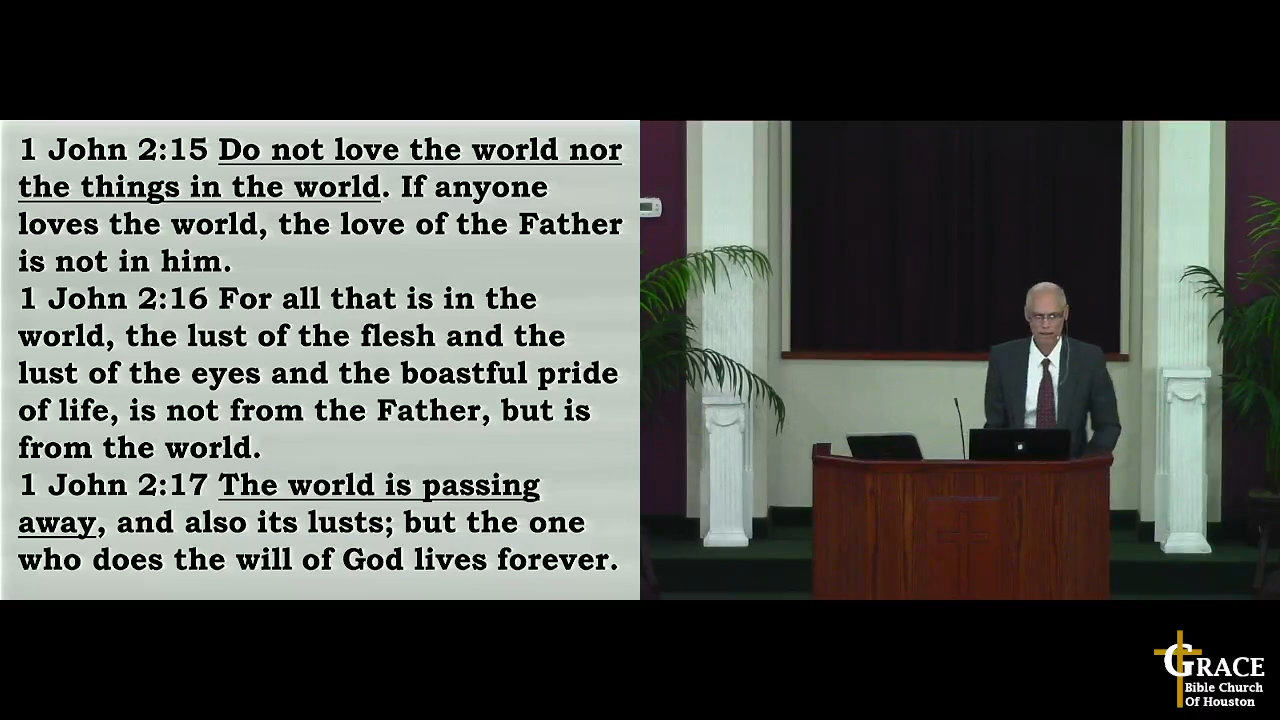 1 John 2:15 Do not love the world nor
the things in the world. If anyone
loves the world, the love of the Father
is not in him.
1 John 2:16 For all that is in the
world, the lust of the flesh and the
lust of the eyes and the boastful pride
of life, is not from the Father, but is
from the world.
1 John 2:17 The world is passing
away, and also its lusts; but the one
who does the will of God lives forever.
GRACE
Bible Church
Of Houston